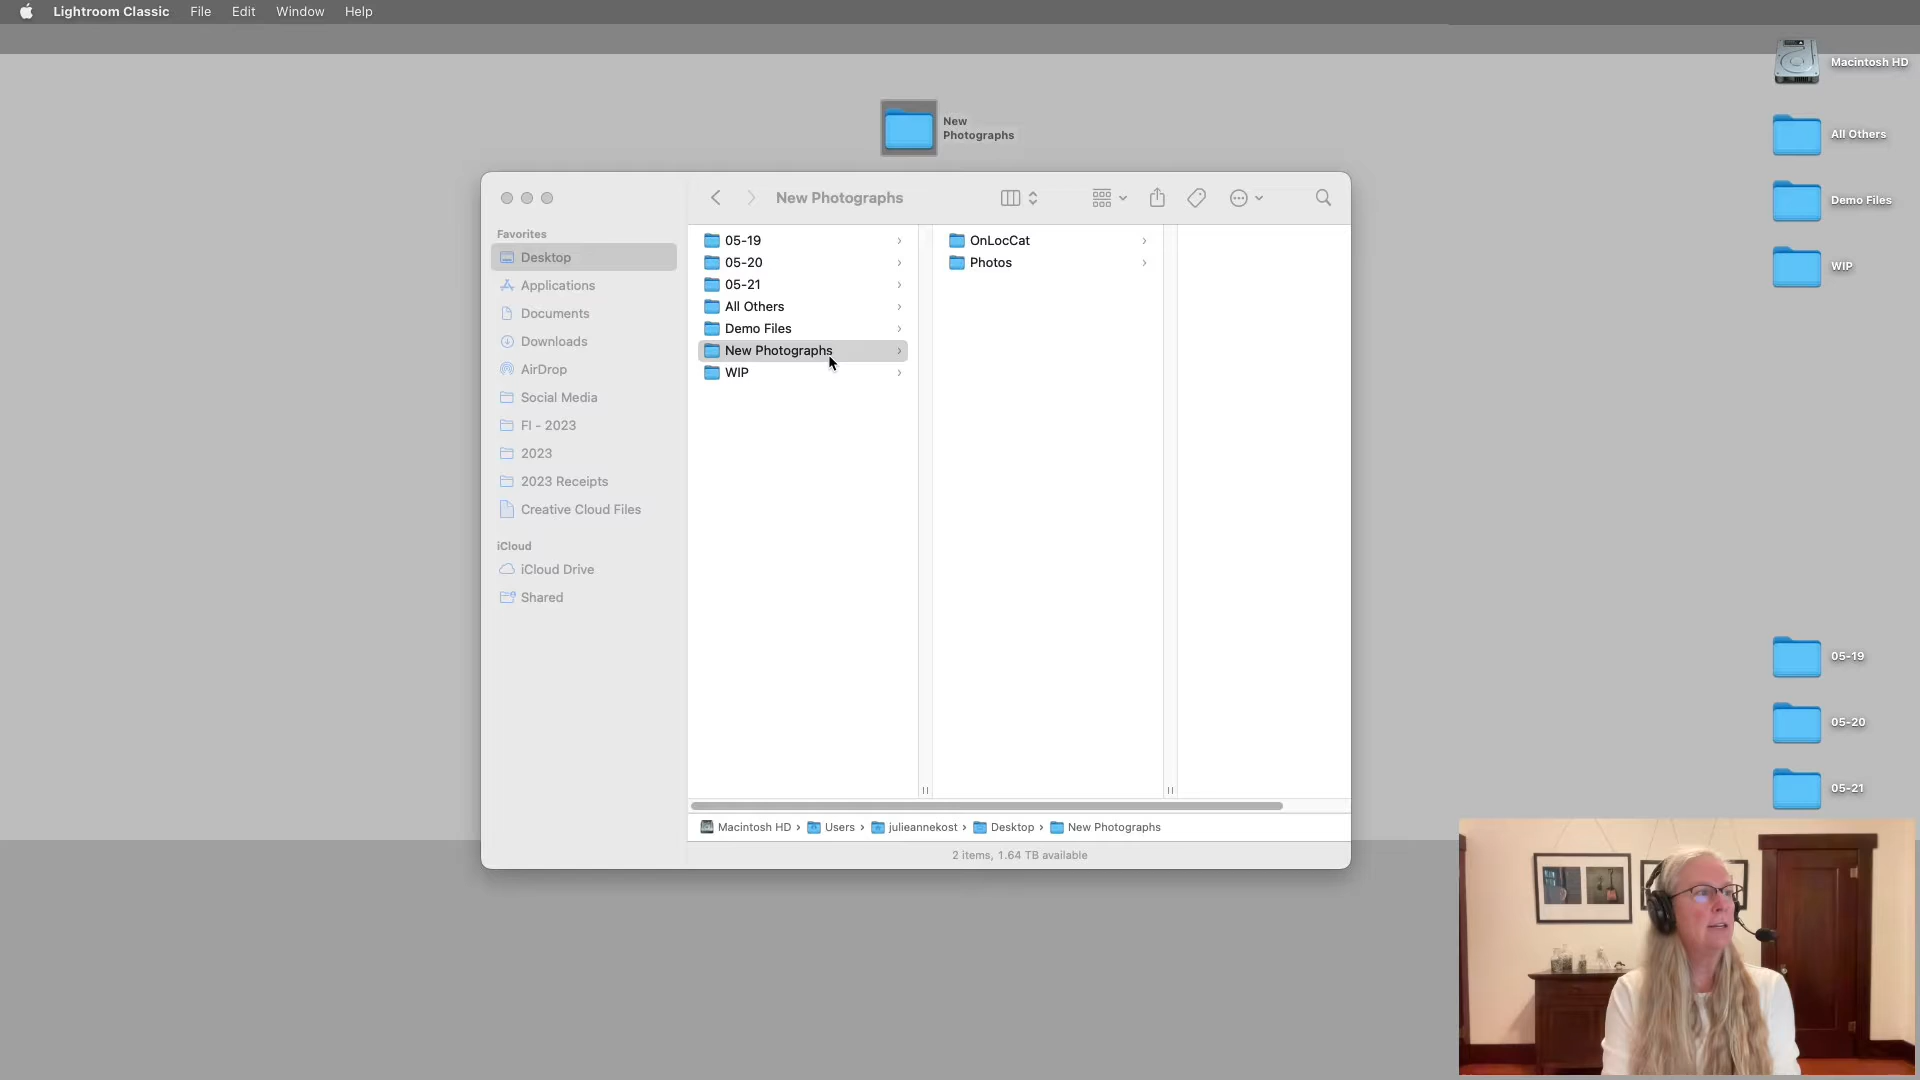 Lightroom Classic File Edit Window Help
Macintosh HD
New
Photographs
All Others
Demo Files
WIP
New Photographs
Favorites
Desktop
Applications
Documents
Downloads
AirDrop
Social Media
FI - 2023
2023
2023 Receipts
Creative Cloud Files
iCloud
iCloud Drive
Shared
05-19
05-20
05-21
All Others
Demo Files
New Photographs
WIP
OnLocCat
Photos
Macintosh HD › Users › julieannekost › Desktop › New Photographs
2 items, 1.64 TB available
05-19
05-20
05-21